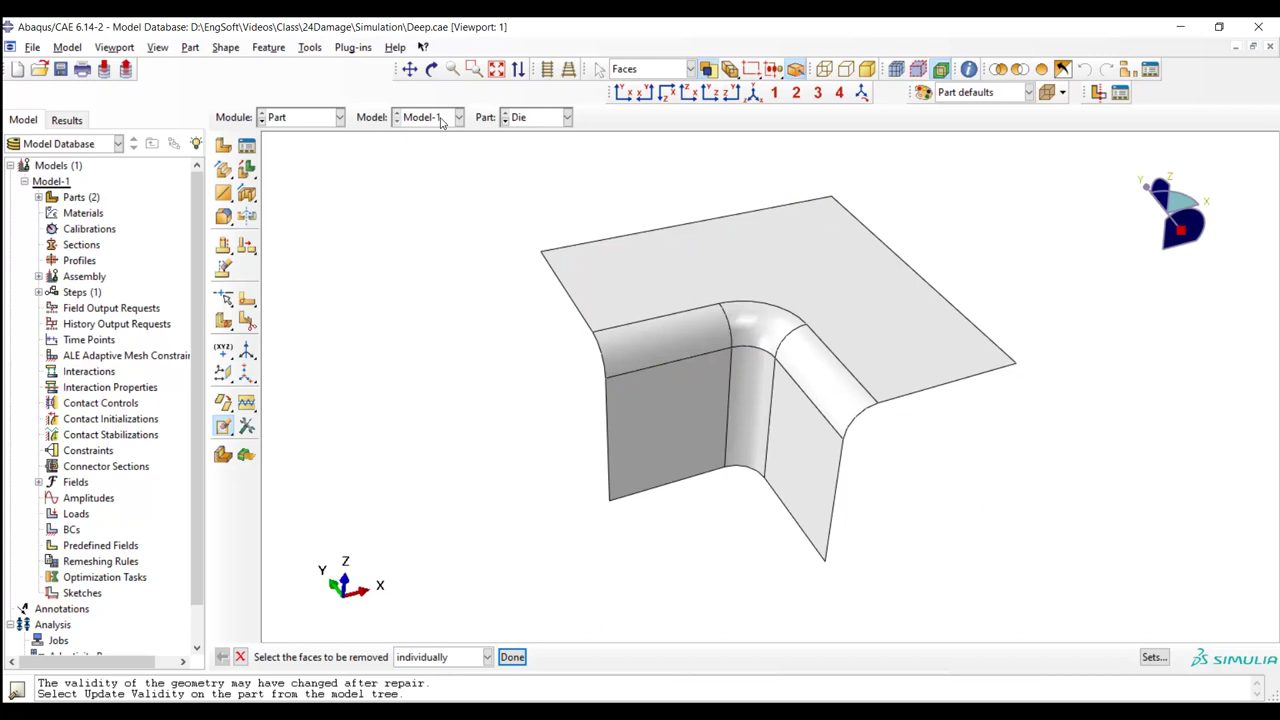 Abaqus/CAE 6.14-2 - Model Database: D:\EngSoft\Videos\Class\24Damage\Simulation\Deep.cae [Viewport: 1]
File Model Viewport View Part Shape Feature Tools Plug-ins Help
Faces
1 2 3 4 Part defaults
Model Results
Module: Part Model: Model-1 Part: Die
Model Database
Models (1)
Model-1
Parts (2)
Materials
Calibrations
Sections
Profiles
Assembly
Steps (1)
Field Output Requests
History Output Requests
Time Points
ALE Adaptive Mesh Constrai
Interactions
Interaction Properties
Contact Controls
Contact Initializations
Contact Stabilizations
Constraints
Connector Sections
Fields
Amplitudes
Loads
BCs
Predefined Fields
Remeshing Rules
Optimization Tasks
Sketches
Annotations
Analysis
Jobs
(XYZ)
Y Z X
Z
Y
X
Select the faces to be removed individually Done Sets... SIMULIA
The validity of the geometry may have changed after repair.
Select Update Validity on the part from the model tree.